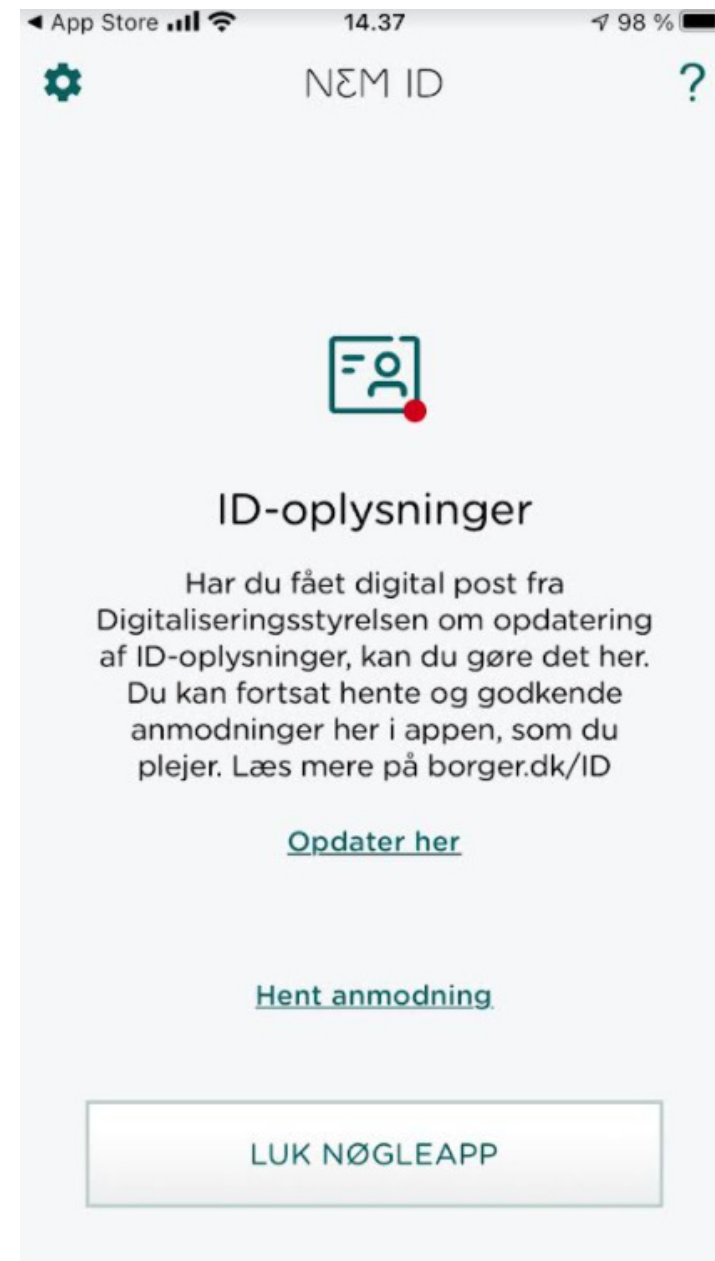 ◀ App Store 14.37 98 %
NEM ID ?
ID-oplysninger
Har du fået digital post fra
Digitaliseringsstyrelsen om opdatering
af ID-oplysninger, kan du gøre det her.
Du kan fortsat hente og godkende
anmodninger her i appen, som du
plejer. Læs mere på borger.dk/ID
Opdater her
Hent anmodning
LUK NØGLEAPP